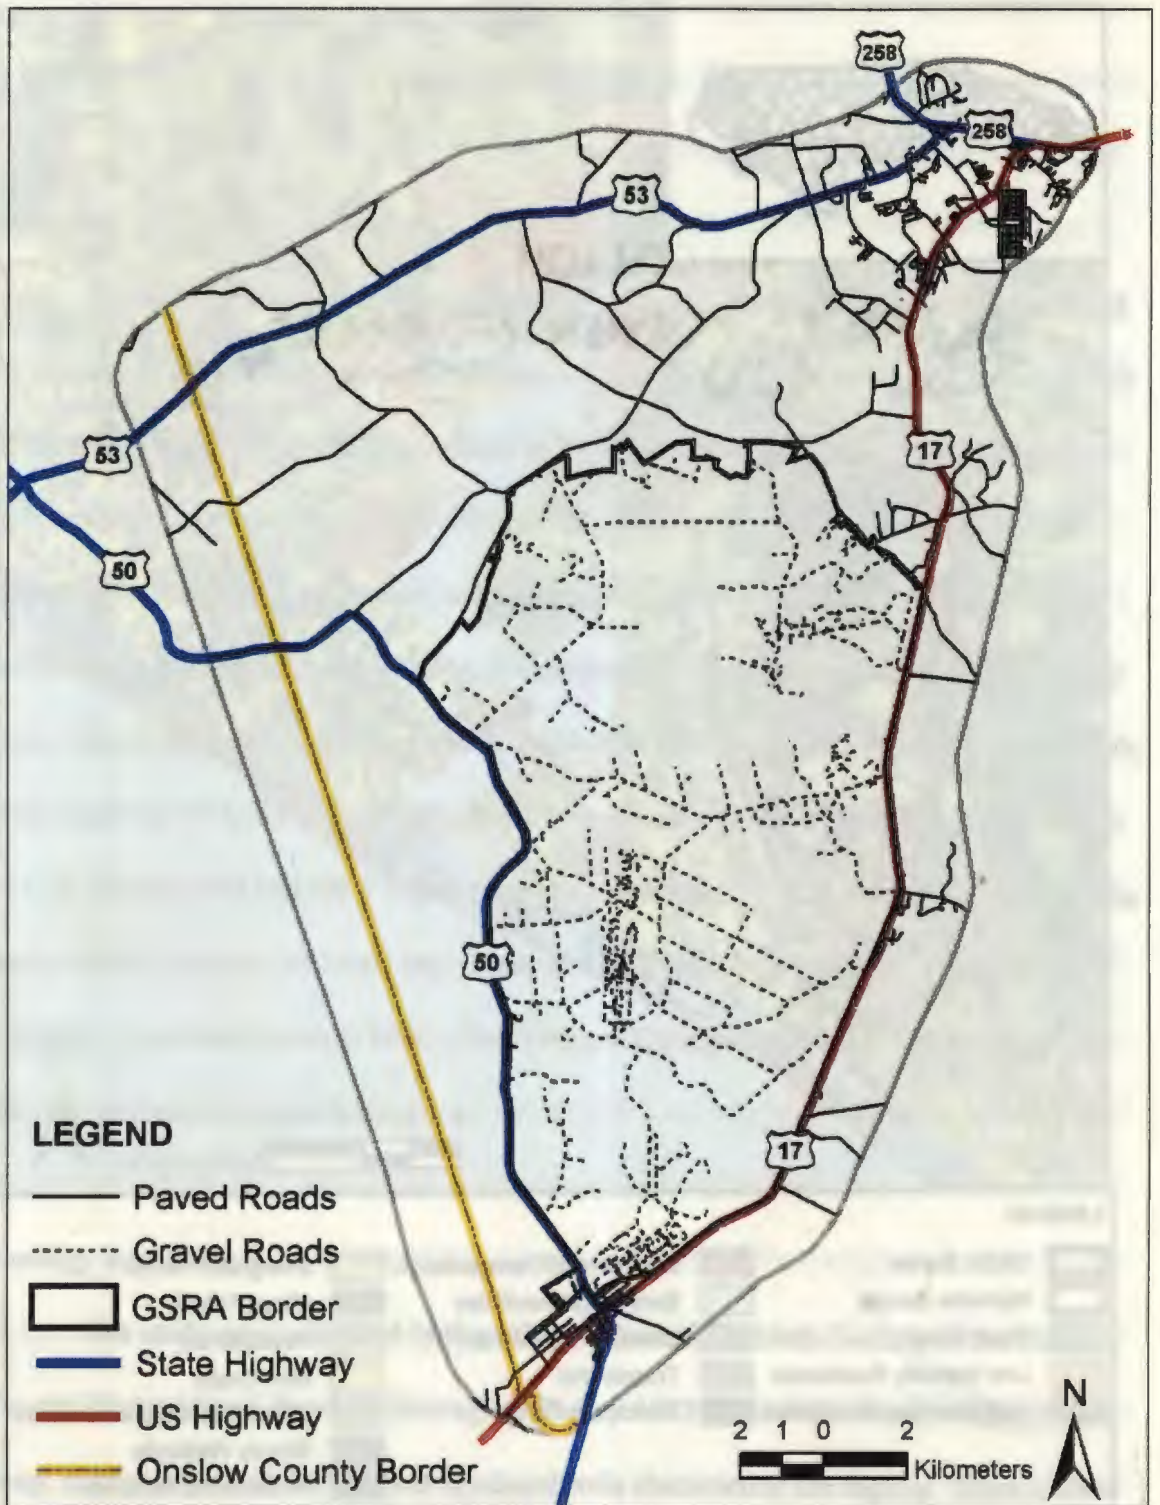 258
258
53
53
17
50
50
17
LEGEND
Paved Roads
Gravel Roads
GSRA Border
State Highway
US Highway
Onslow County Border
N
2 1 0 2
Kilometers